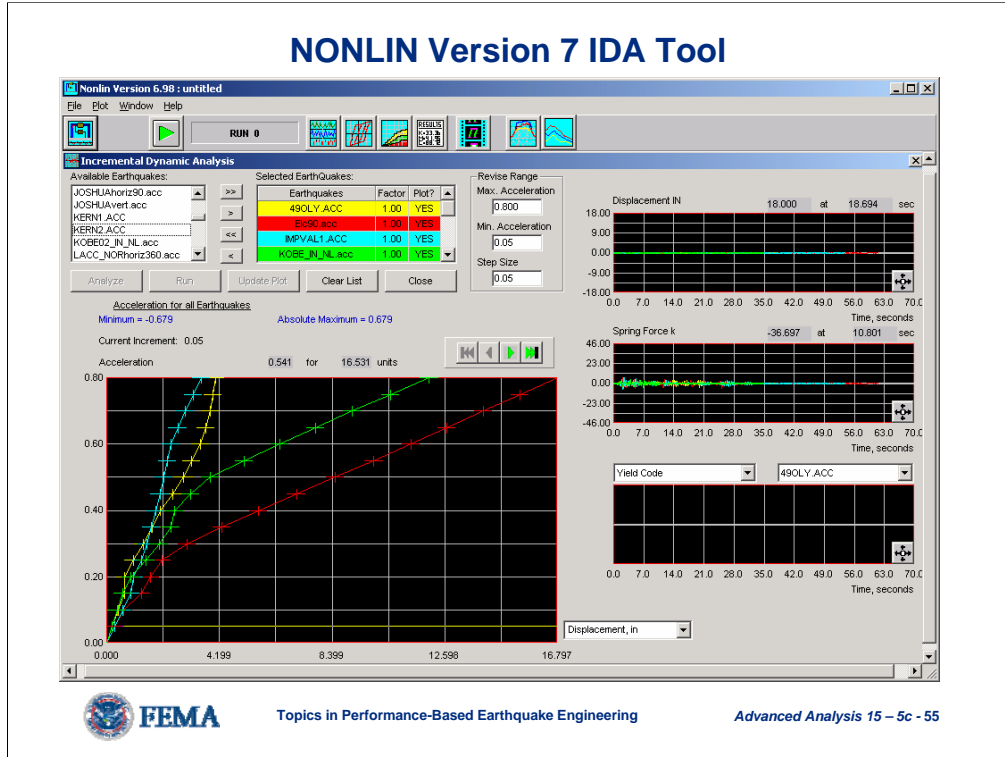 NONLIN Version 7 IDA Tool
Nonlin Version 6.98 : untitled
File Plot Window Help
RUN 0
Incremental Dynamic Analysis
Available Earthquakes:
JOSHUAhoriz90.acc
JOSHUAvert.acc
KERN1.ACC
KERN2.ACC
KOBE02_IN_NL.acc
LACC_NORhoriz360.acc
>>
>
<<
<
Selected EarthQuakes:
Earthquakes Factor Plot?
49OLY.ACC 1.00 YES
Elc90.acc 1.00 YES
IMPVAL1.ACC 1.00 YES
KOBE_IN_NL.acc 1.00 YES
Revise Range
Max. Acceleration
0.800
Min. Acceleration
0.05
Step Size
0.05
Analyze Run Update Plot Clear List Close
Acceleration for all Earthquakes
Minimum = -0.679 Absolute Maximum = 0.679
Current Increment: 0.05
Acceleration 0.541 for 16.531 units
0.80
0.60
0.40
0.20
0.00
0.000 4.199 8.399 12.598 16.797
Displacement, in
Displacement IN 18.000 at 18.694 sec
18.00
9.00
0.00
-9.00
-18.00
0.0 7.0 14.0 21.0 28.0 35.0 42.0 49.0 56.0 63.0 70.0
Time, seconds
Spring Force k -36.697 at 10.801 sec
46.00
23.00
0.00
-23.00
-46.00
0.0 7.0 14.0 21.0 28.0 35.0 42.0 49.0 56.0 63.0 70.0
Time, seconds
Yield Code 49OLY.ACC
0.0 7.0 14.0 21.0 28.0 35.0 42.0 49.0 56.0 63.0 70.0
Time, seconds
FEMA
Topics in Performance-Based Earthquake Engineering
Advanced Analysis 15 – 5c - 55